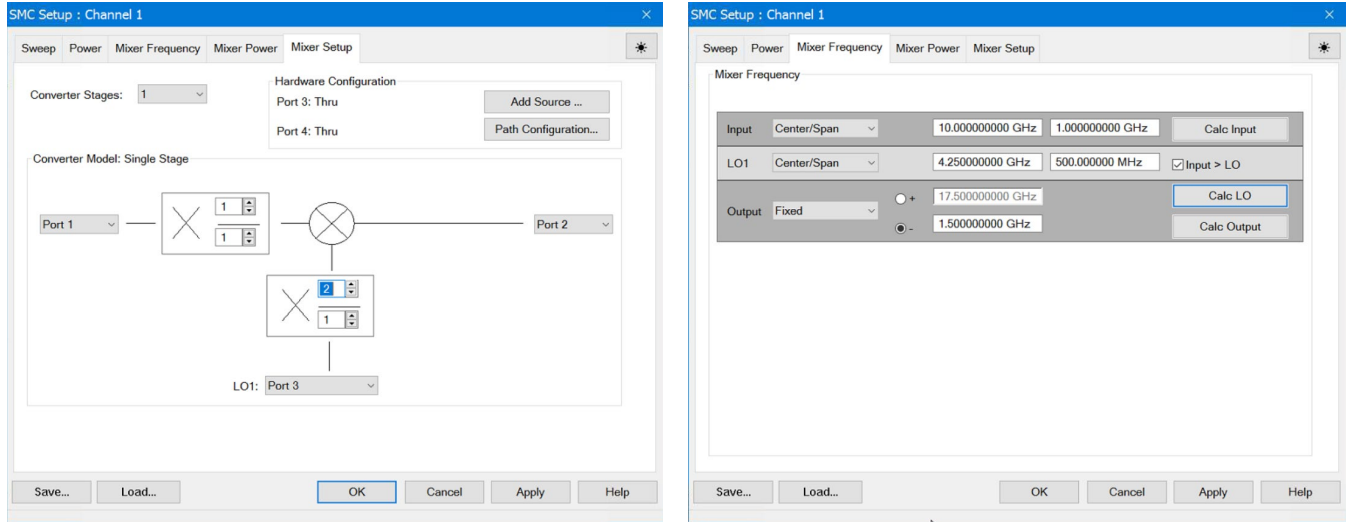 SMC Setup : Channel 1
Sweep Power Mixer Frequency Mixer Power Mixer Setup
Converter Stages: 1
Hardware Configuration
Port 3: Thru Add Source ...
Port 4: Thru Path Configuration...
Converter Model: Single Stage
Port 1 1 Port 2
1
2
1
LO1: Port 3
Save... Load... OK Cancel Apply Help
SMC Setup : Channel 1
Sweep Power Mixer Frequency Mixer Power Mixer Setup
Mixer Frequency
Input Center/Span 10.000000000 GHz 1.000000000 GHz Calc Input
LO1 Center/Span 4.250000000 GHz 500.000000 MHz Input > LO
Output Fixed + 17.500000000 GHz Calc LO
- 1.500000000 GHz Calc Output
Save... Load... OK Cancel Apply Help